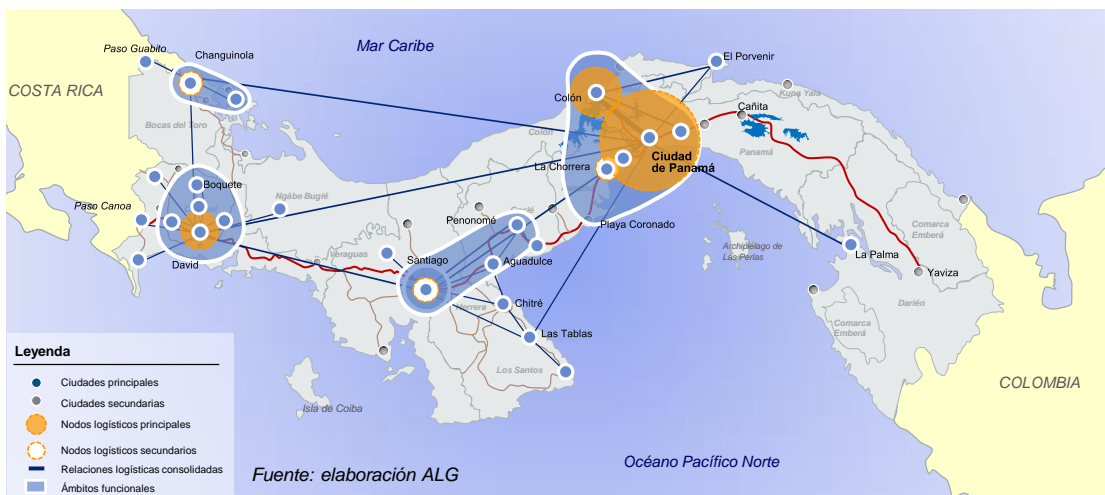 Mar Caribe
Paso Guabito
Changuinola
El Porvenir
COSTA RICA
Colón
Kuna Yala
Cañita
Bocas del Toro
Colón
Ciudad
de Panamá
Panamá
La Chorrera
Boquete
Ngäbe Buglé
Paso Canoa
Penonomé
Coclé
Playa Coronado
Comarca
Emberá
Archipiélago de
Las Perlas
La Palma
David
Veraguas
Santiago
Aguadulce
Yaviza
Herrera
Chitré
Darién
Las Tablas
Comarca
Emberá
Los Santos
COLOMBIA
Isla de Coiba
Leyenda
Ciudades principales
Ciudades secundarias
Nodos logísticos principales
Nodos logísticos secundarios
Relaciones logísticas consolidadas
Ámbitos funcionales
Fuente: elaboración ALG
Océano Pacífico Norte